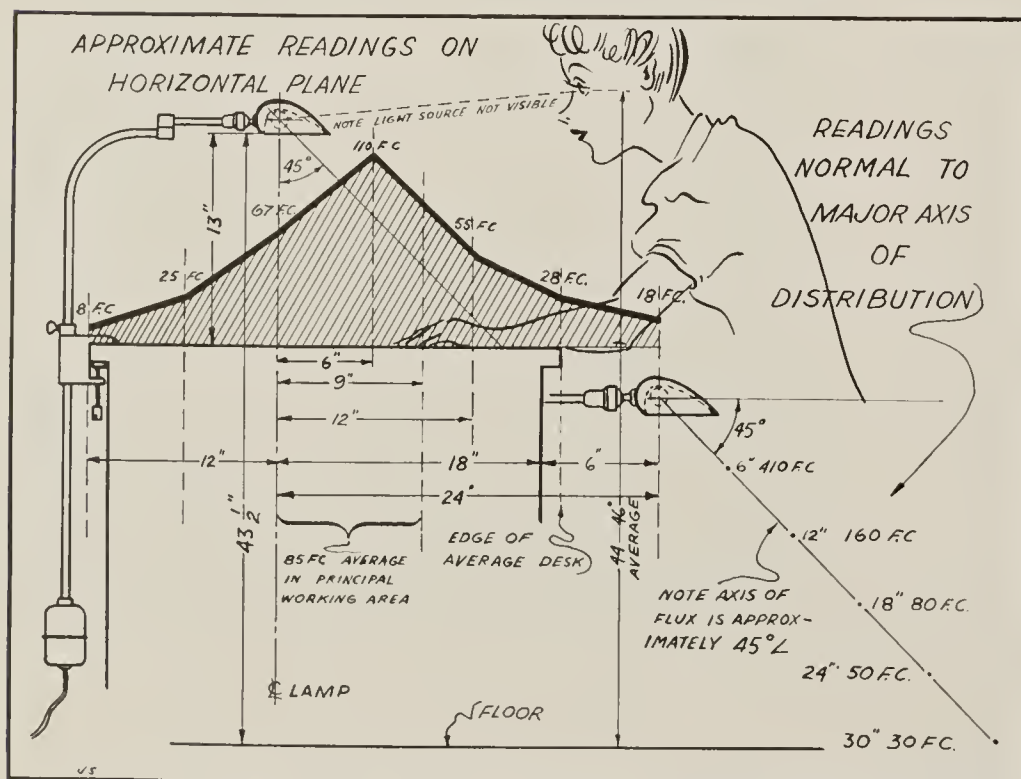 APPROXIMATE READINGS ON
HORIZONTAL PLANE
NOTE LIGHT SOURCE NOT VISIBLE
READINGS
NORMAL TO
MAJOR AXIS
OF
DISTRIBUTION
45°
110 F.C
67 F.C.
13"
55 F.C
25 FC
28 F.C.
18 F.C.
8 F.C
6"
9"
12"
12"
18"
6"
24"
45°
6" 410 F.C
12" 160 F.C
18" 80 F.C.
24" 50 F.C.
30" 30 F.C.
43 1/2"
44 46"
AVERAGE
85 FC AVERAGE
IN PRINCIPAL
WORKING AREA
EDGE OF
AVERAGE DESK
NOTE AXIS OF
FLUX IS APPROX-
IMATELY 45°∠
℄ LAMP
FLOOR